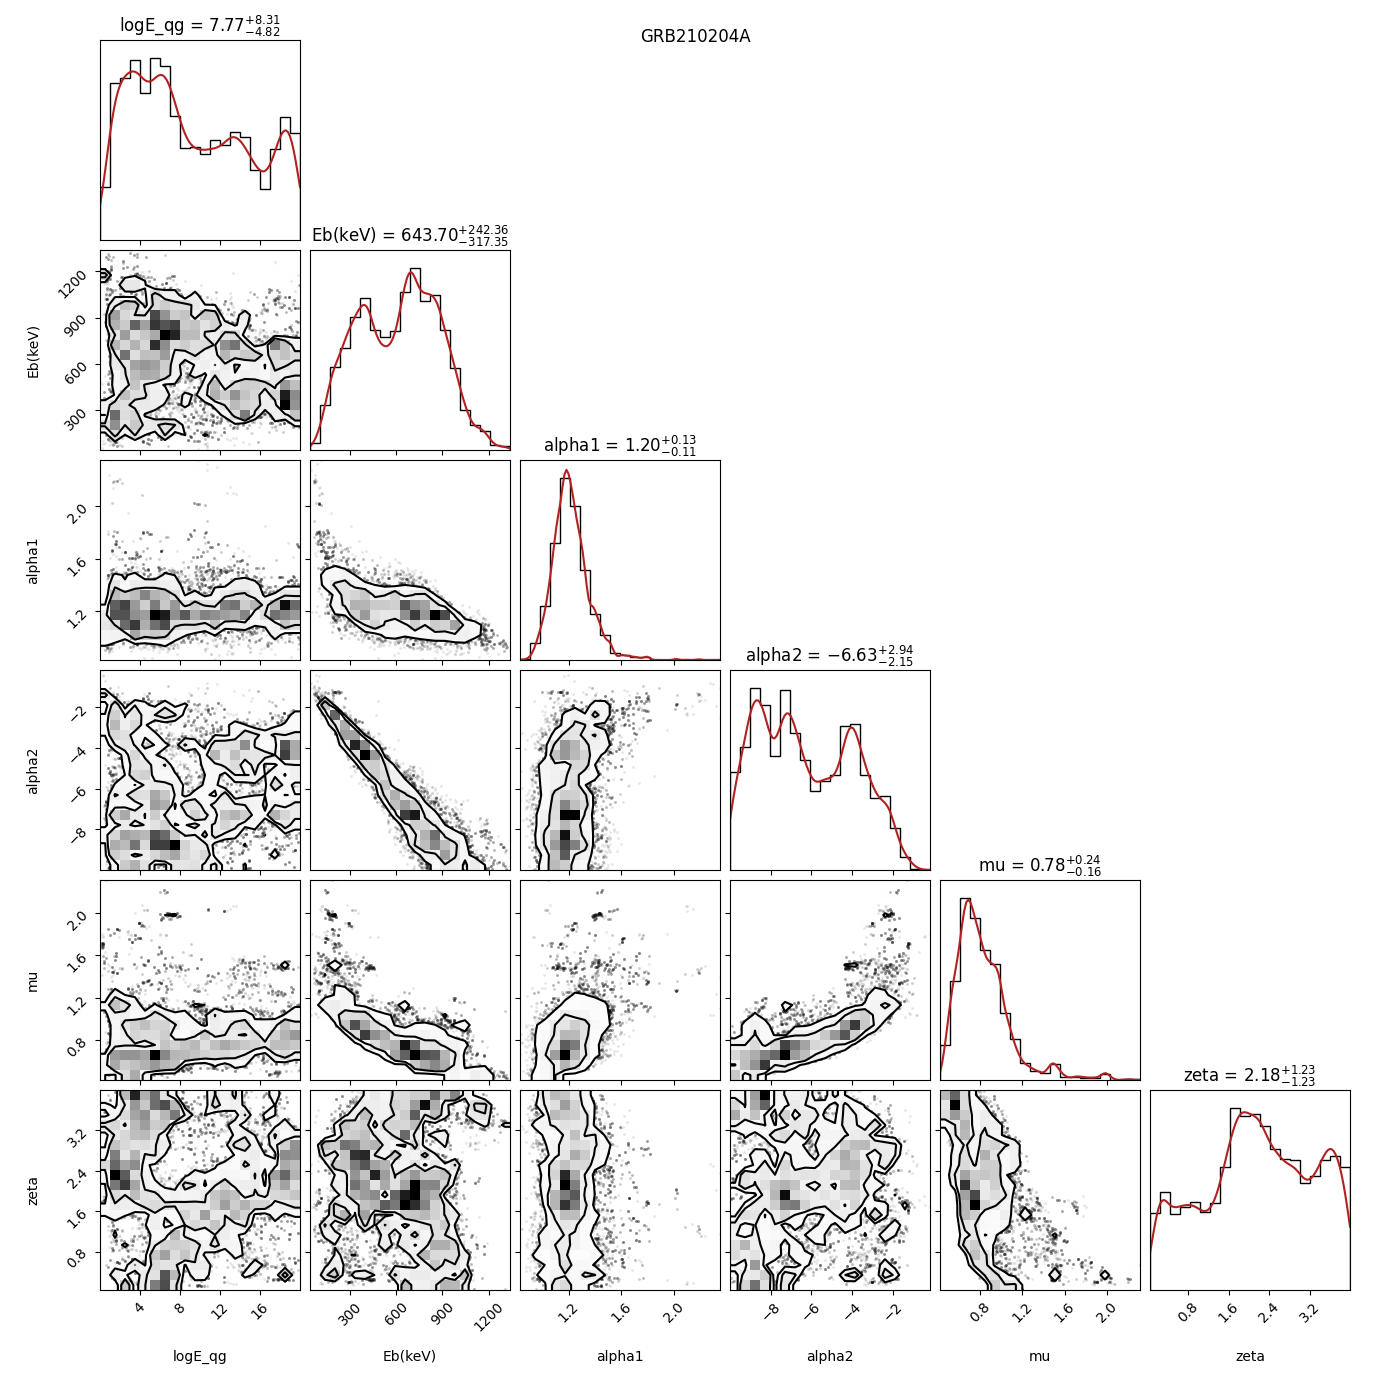 GRB210204A
logE_qg = 7.77+8.31−4.82
Eb(keV) = 643.70+242.36−317.35
alpha1 = 1.20+0.13−0.11
alpha2 = −6.63+2.94−2.15
mu = 0.78+0.24−0.16
zeta = 2.18+1.23−1.23
Eb(keV)
1200
900
600
300
alpha1
2.0
1.6
1.2
alpha2
−2
−4
−6
−8
mu
2.0
1.6
1.2
0.8
zeta
3.2
2.4
1.6
0.8
4 8 12 16
300 600 900 1200
1.2 1.6 2.0
−8 −6 −4 −2
0.8 1.2 1.6 2.0
0.8 1.6 2.4 3.2
logE_qg Eb(keV) alpha1 alpha2 mu zeta